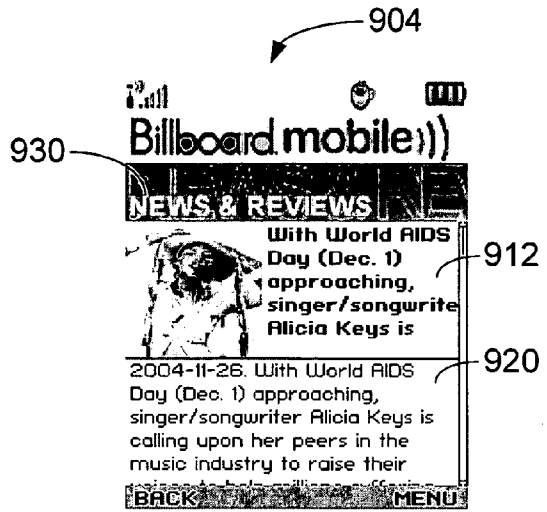 904
Billboard mobile)))
930
NEWS & REVIEWS
With World AIDS
Day (Dec. 1)
912
approaching,
singer/songwrite
Alicia Keys is
920
2004-11-26. With World AIDS
Day (Dec. 1) approaching,
singer/songwriter Alicia Keys is
calling upon her peers in the
music industry to raise their
BACK MENU